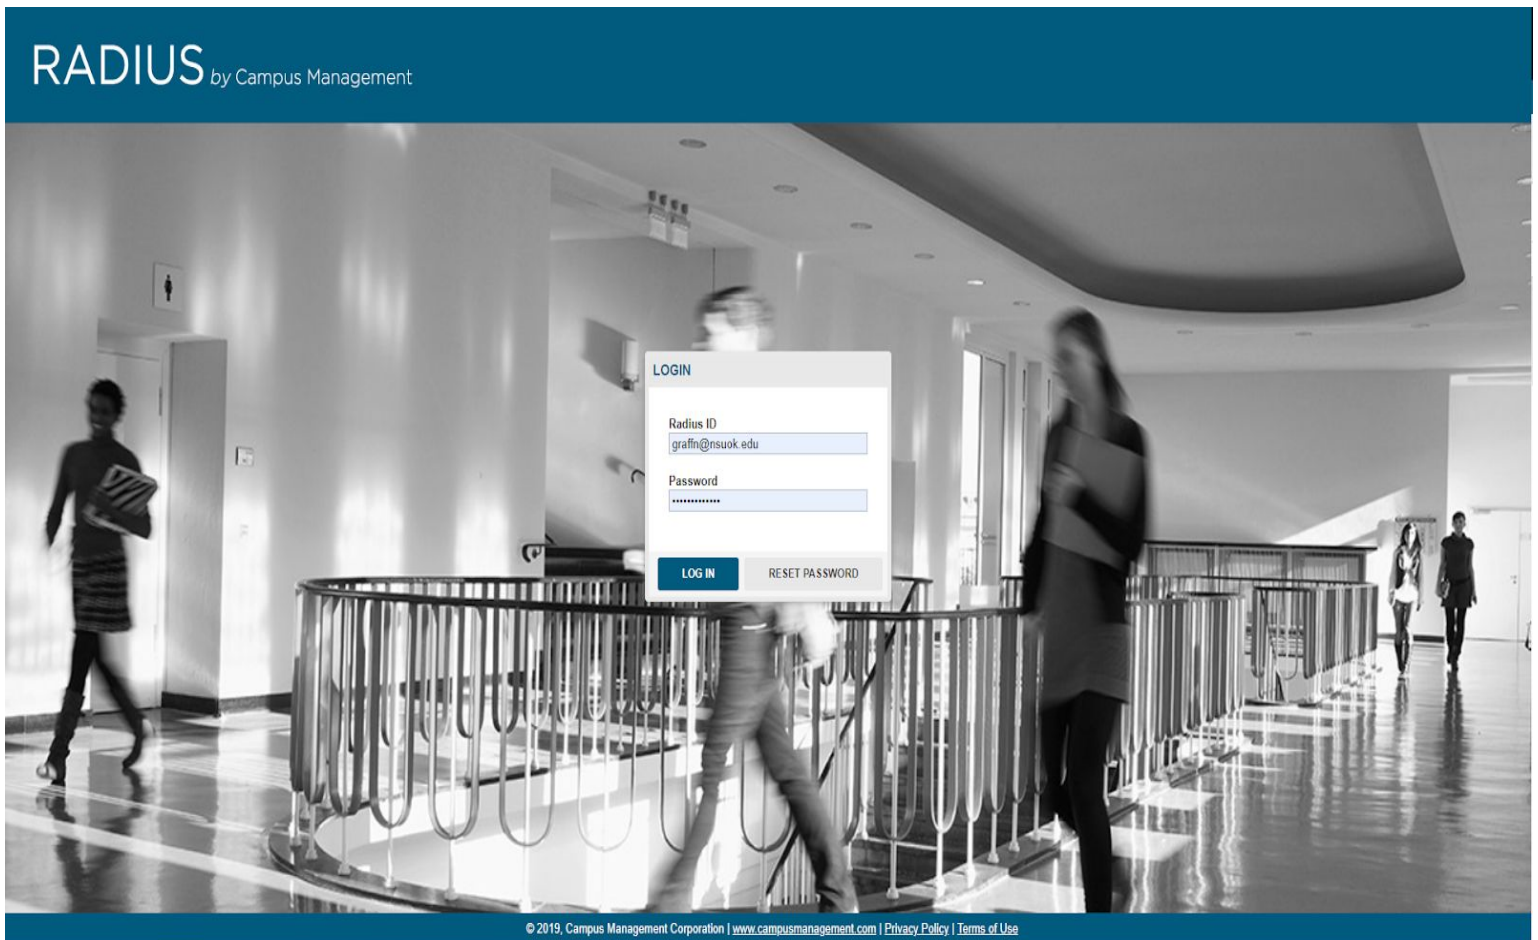 RADIUS by Campus Management
LOGIN
Radius ID
graffn@nsuok.edu
Password
•••••••••••••
LOG IN
RESET PASSWORD
© 2019, Campus Management Corporation | www.campusmanagement.com | Privacy Policy | Terms of Use